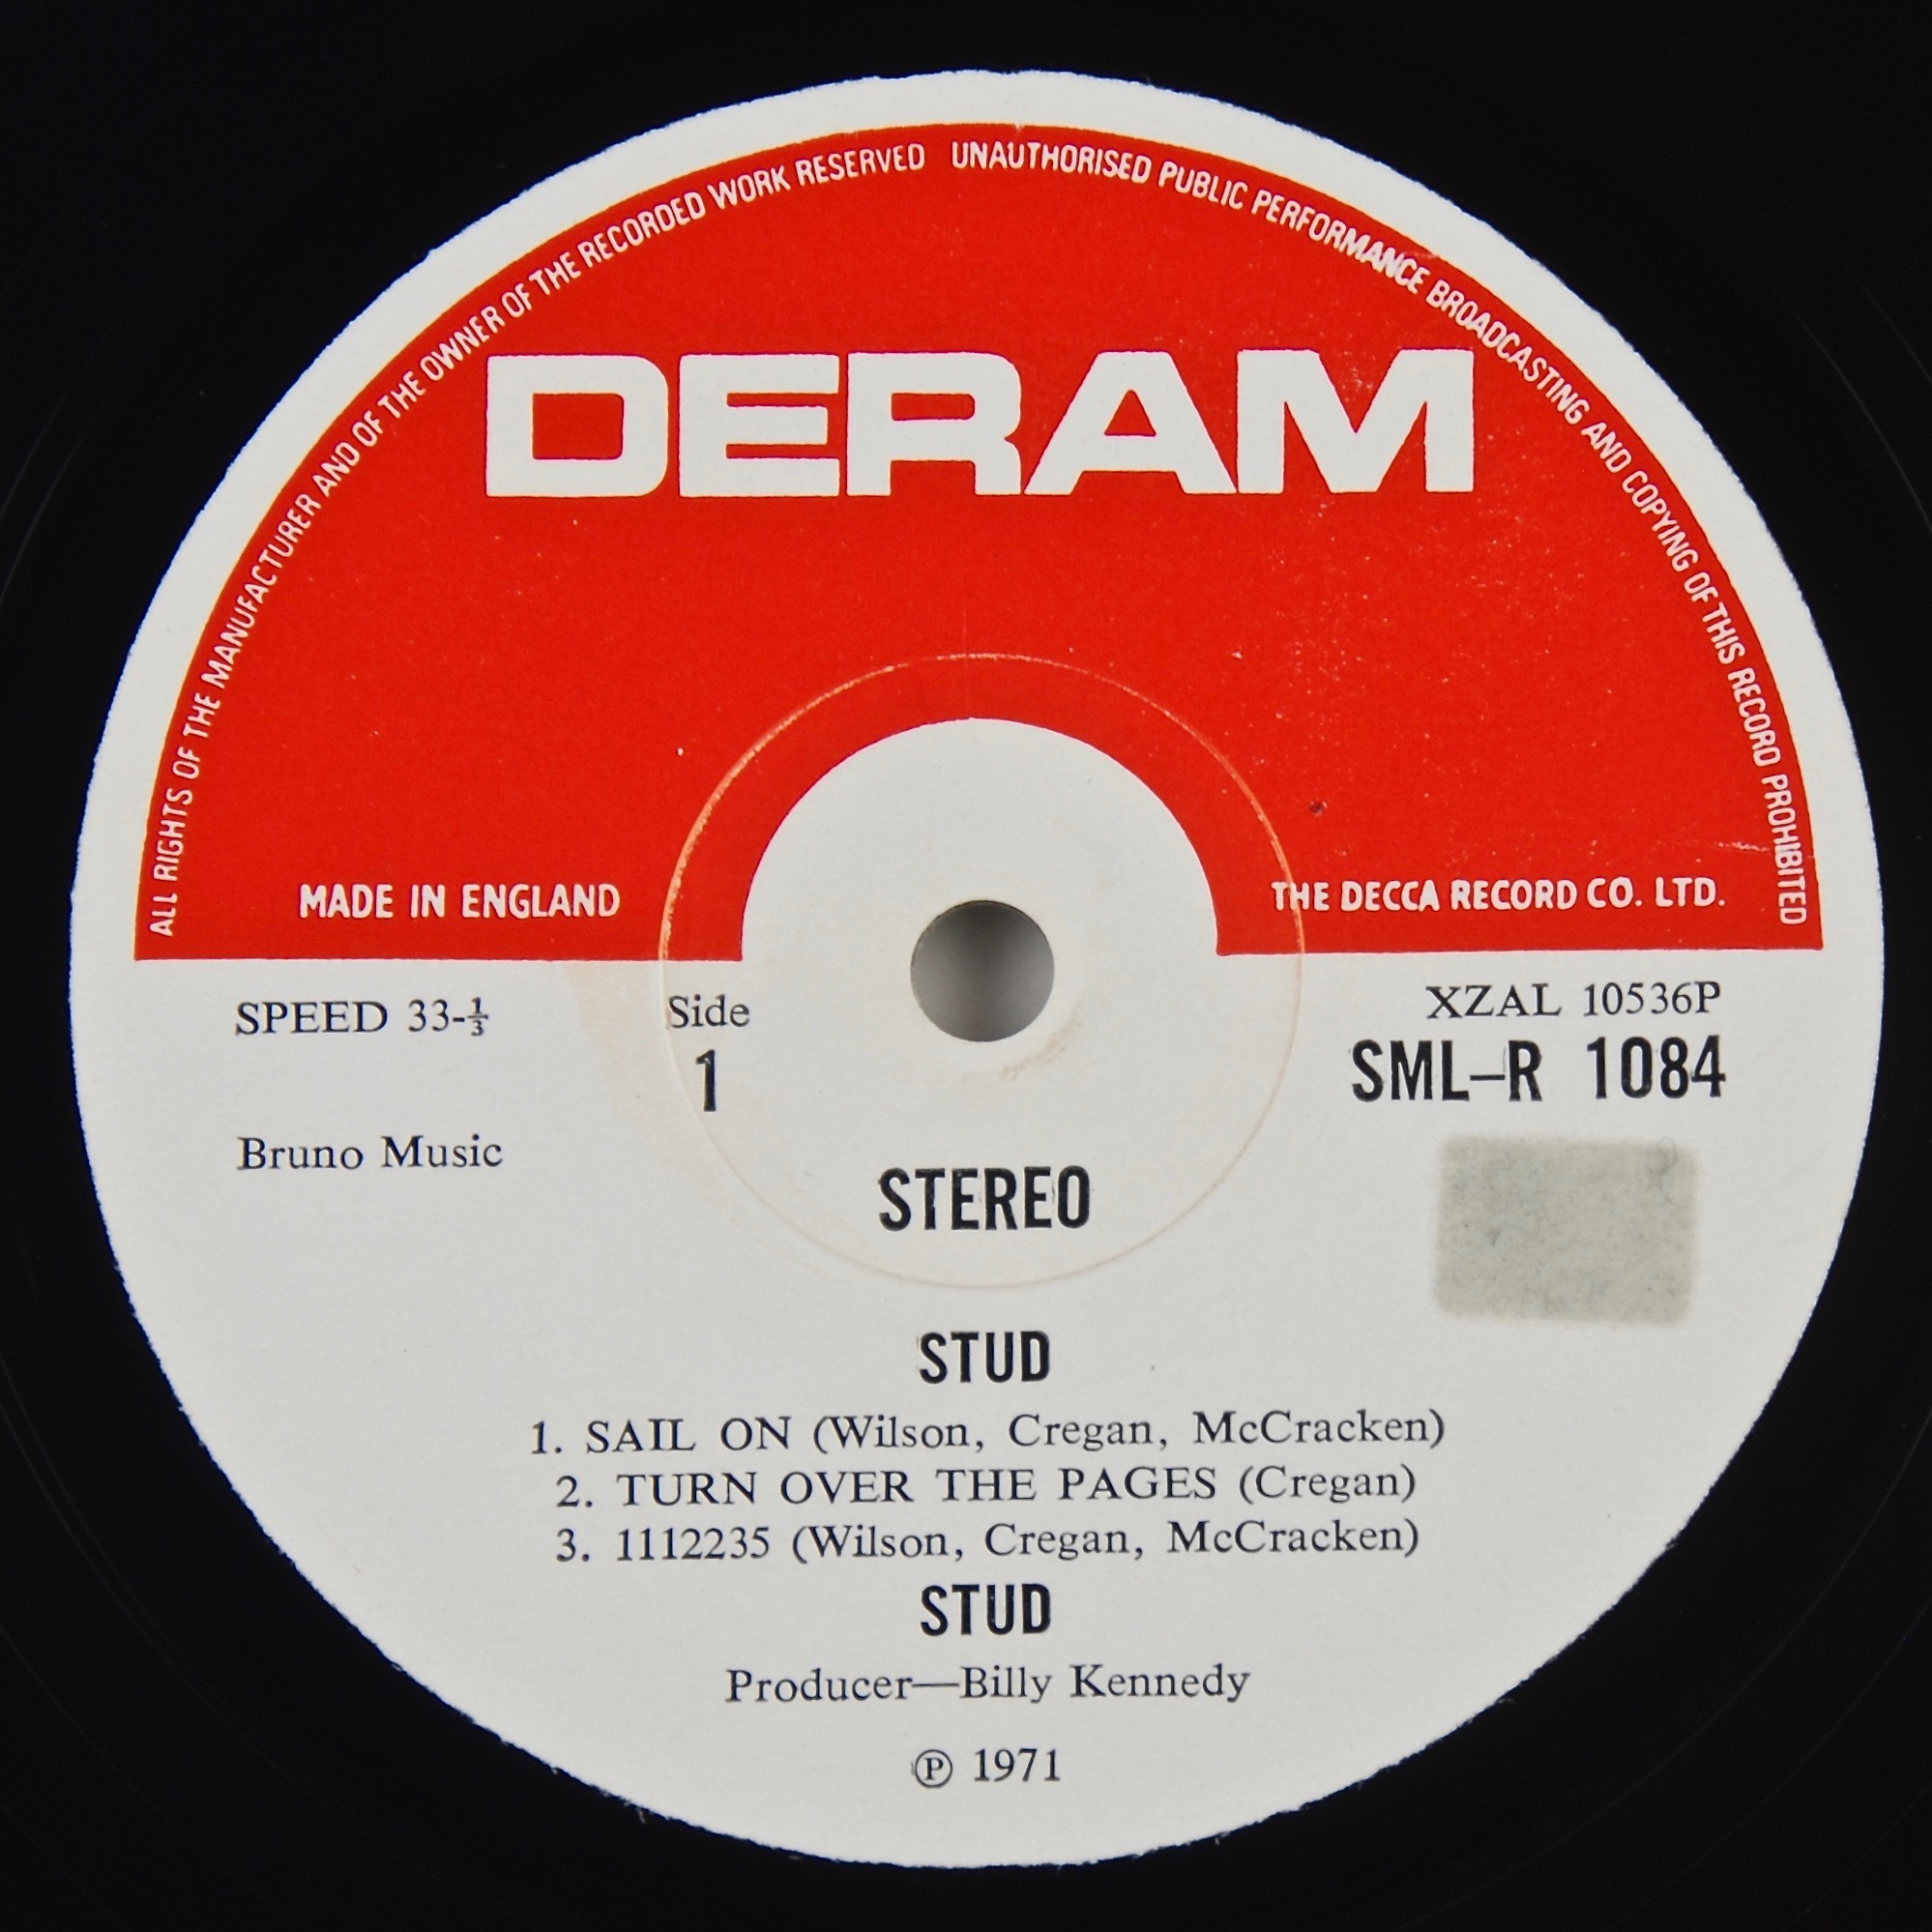 ALL RIGHTS OF THE MANUFACTURER AND OF THE OWNER OF THE RECORDED WORK RESERVED UNAUTHORISED PUBLIC PERFORMANCE BROADCASTING AND COPYING OF THIS RECORD PROHIBITED
DERAM
MADE IN ENGLAND
THE DECCA RECORD CO. LTD.
SPEED 33-⅓
Side
1
XZAL 10536P
SML–R 1084
Bruno Music
STEREO
STUD
1. SAIL ON (Wilson, Cregan, McCracken)
2. TURN OVER THE PAGES (Cregan)
3. 1112235 (Wilson, Cregan, McCracken)
STUD
Producer—Billy Kennedy
℗ 1971